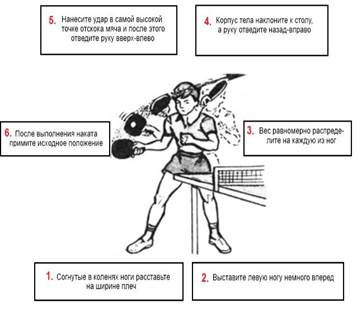 5. Нанесите удар в самой высокой
точке отскока мяча и после этого
отведите руку вверх-влево
4. Корпус тела наклоните к столу,
а руку отведите назад-вправо
6. После выполнения наката
примите исходное положение
3. Вес равномерно распреде-
лите на каждую из ног
1. Согнутые в коленях ноги расставьте
на ширине плеч
2. Выставите левую ногу немного вперед